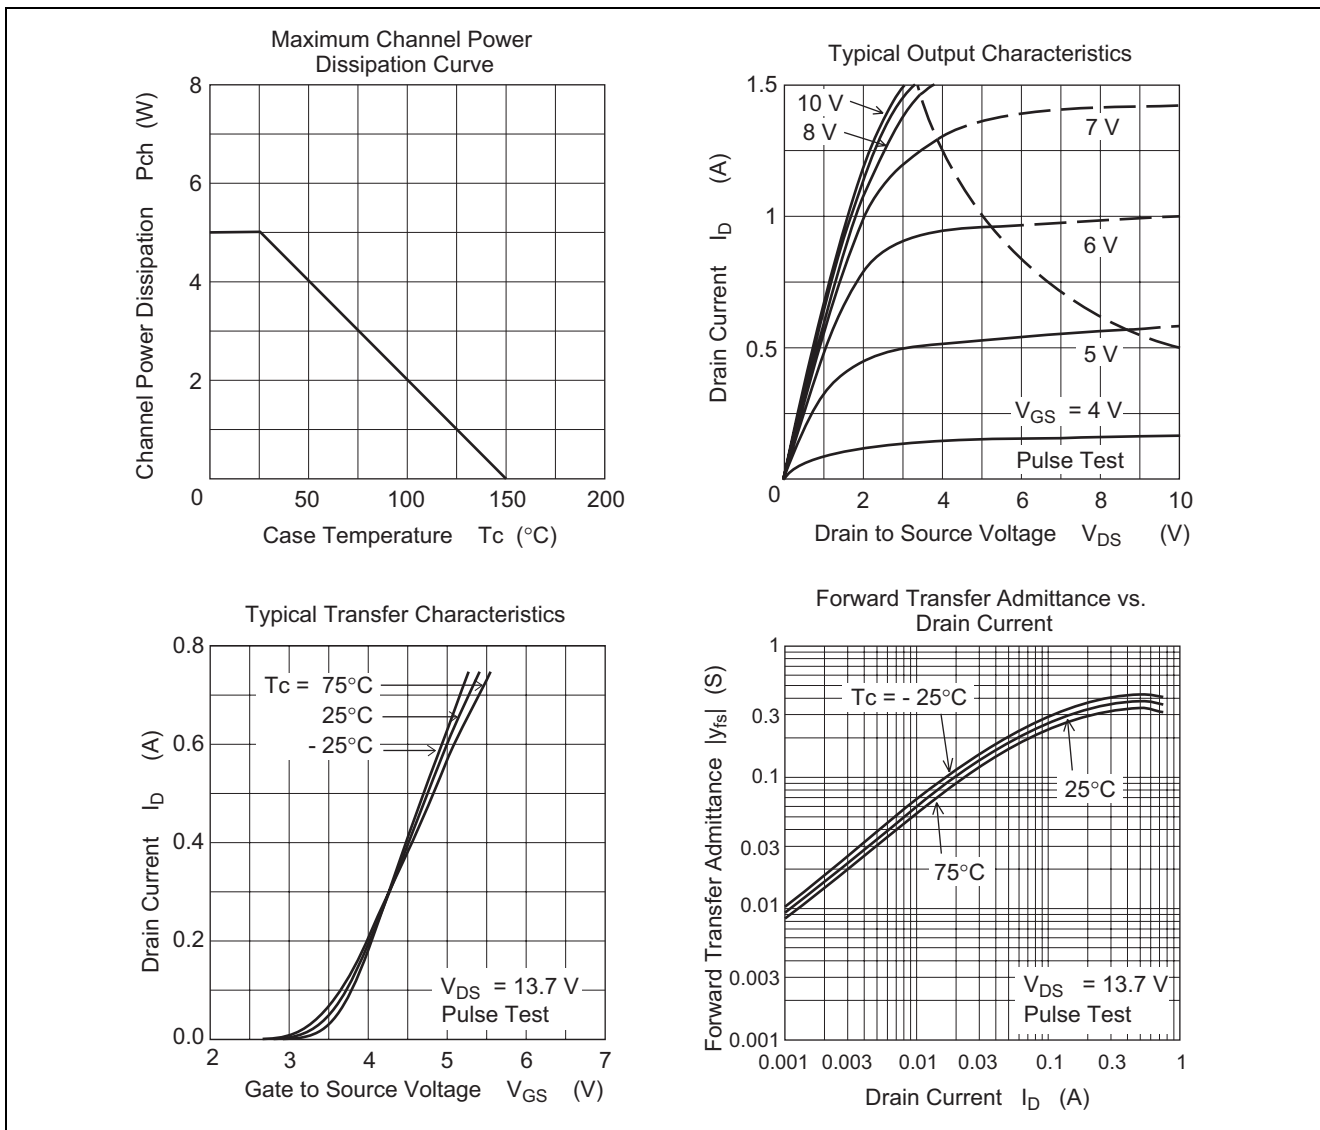 Maximum Channel Power
Dissipation Curve
Channel Power Dissipation Pch (W)
8
6
4
2
0
50
100
150
200
Case Temperature Tc (°C)
Typical Output Characteristics
Drain Current ID (A)
1.5
1
0.5
0
10 V
8 V
7 V
6 V
5 V
VGS = 4 V
Pulse Test
2
4
6
8
10
Drain to Source Voltage VDS (V)
Typical Transfer Characteristics
Drain Current ID (A)
0.8
0.6
0.4
0.2
0.0
Tc = 75°C
25°C
- 25°C
VDS = 13.7 V
Pulse Test
2
3
4
5
6
7
Gate to Source Voltage VGS (V)
Forward Transfer Admittance vs.
Drain Current
Forward Transfer Admittance |yfs| (S)
1
0.3
0.1
0.03
0.01
0.003
0.001
Tc = - 25°C
25°C
75°C
VDS = 13.7 V
Pulse Test
0.001
0.003
0.01
0.03
0.1
0.3
1
Drain Current ID (A)